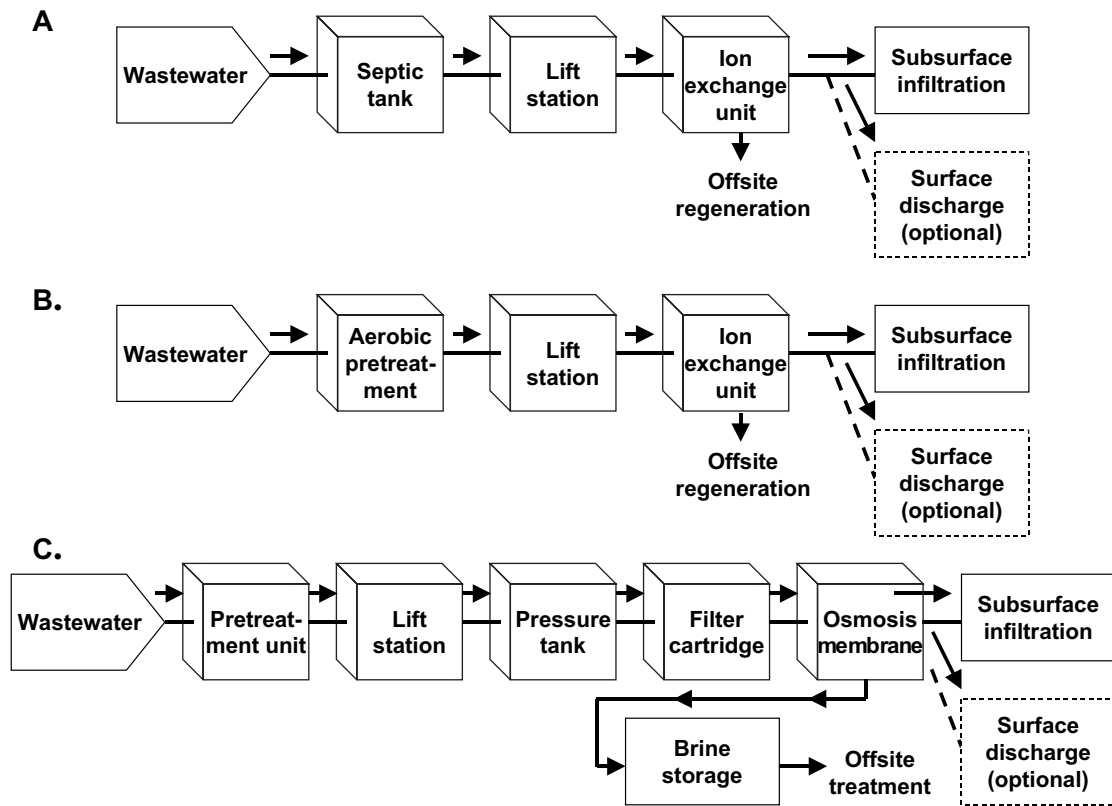 A
Wastewater
Septic
tank
Lift
station
Ion
exchange
unit
Subsurface
infiltration
Offsite
regeneration
Surface
discharge
(optional)
B.
Wastewater
Aerobic
pretreat-
ment
Lift
station
Ion
exchange
unit
Subsurface
infiltration
Offsite
regeneration
Surface
discharge
(optional)
C.
Wastewater
Pretreat-
ment unit
Lift
station
Pressure
tank
Filter
cartridge
Osmosis
membrane
Subsurface
infiltration
Brine
storage
Offsite
treatment
Surface
discharge
(optional)